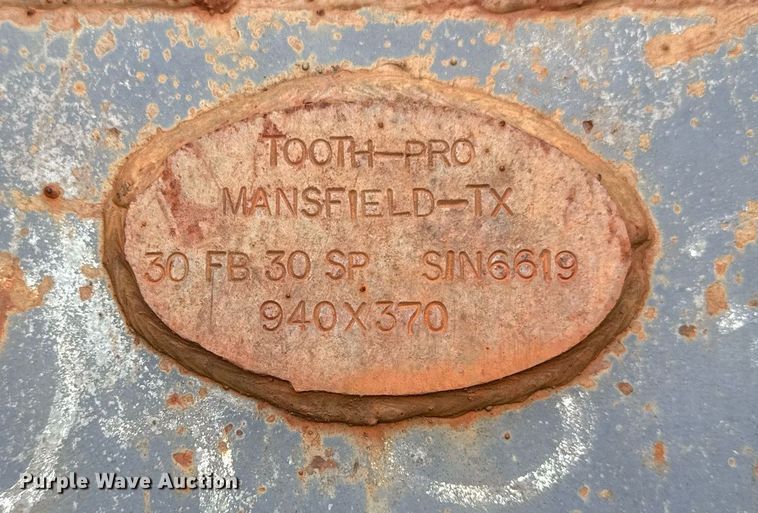 TOOTH-PRO
MANSFIELD-TX
30 FB 30 SP SIN6619
940X370
Purple Wave Auction